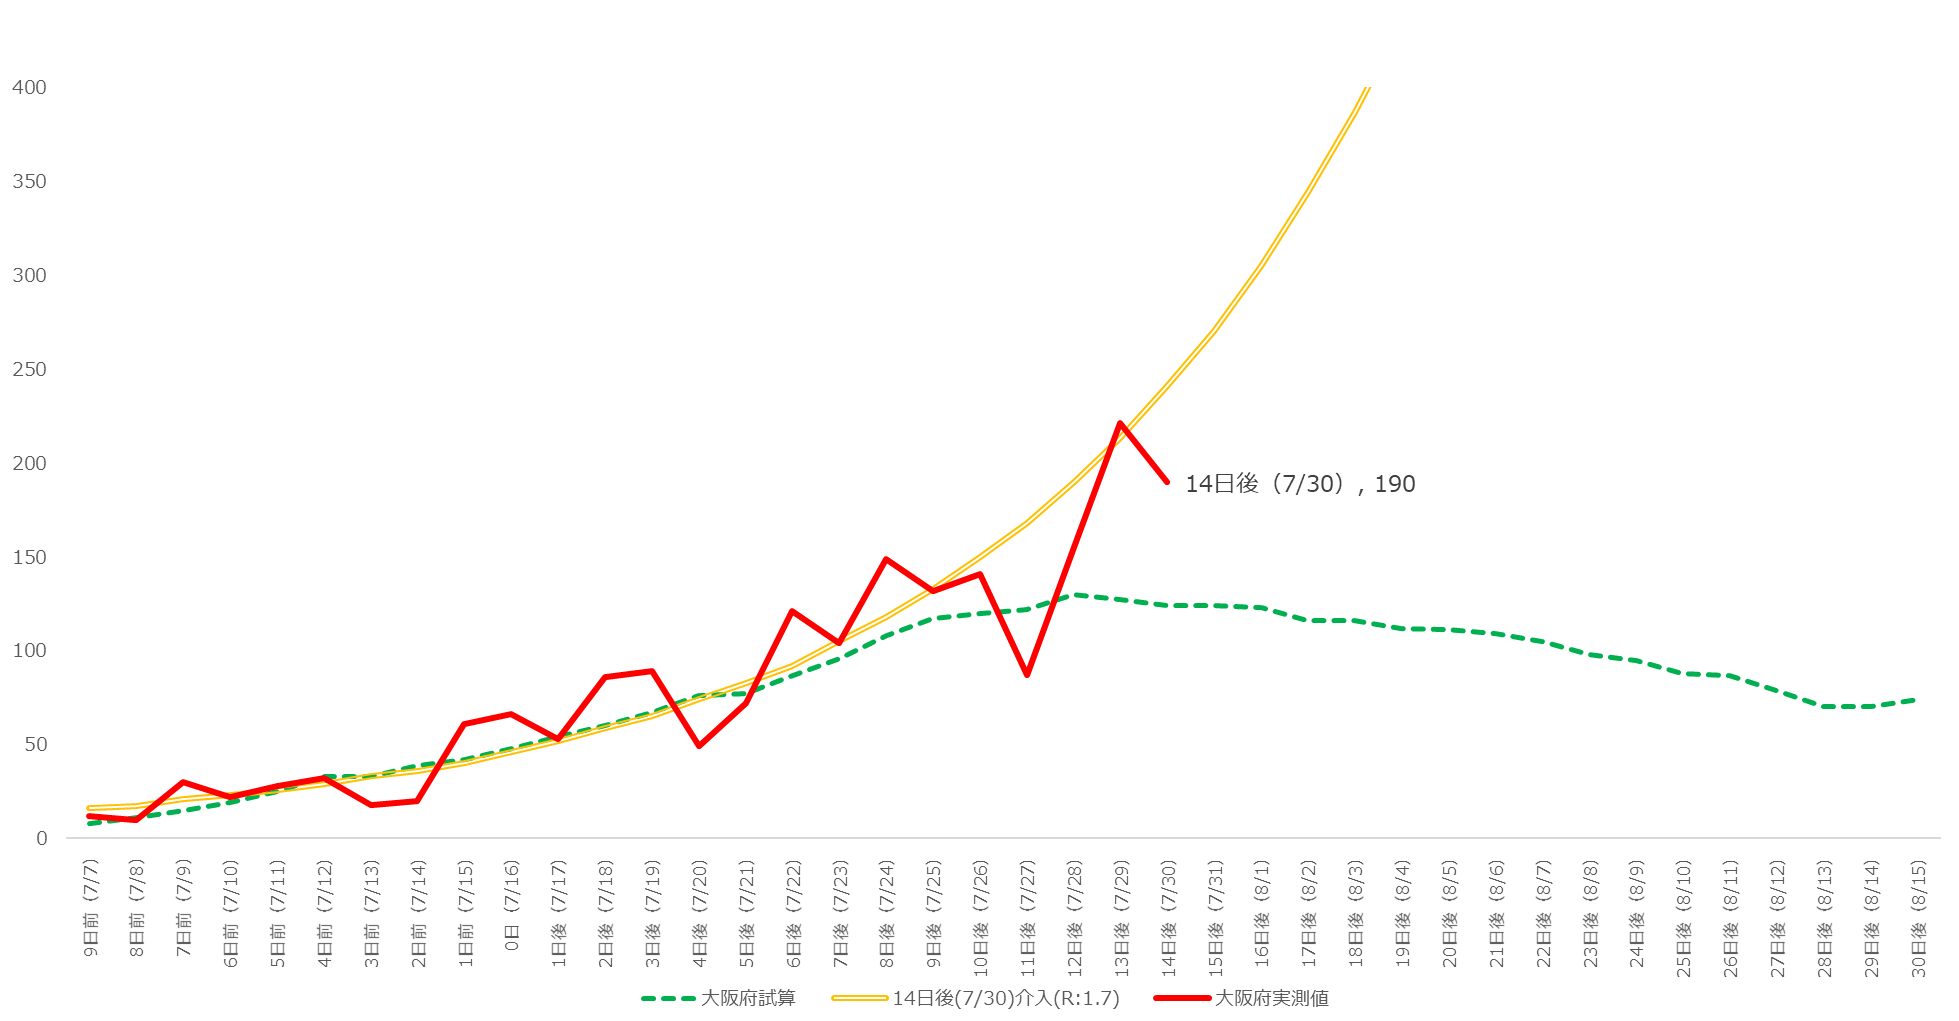 400
350
300
250
200
150
100
50
0
14日後（7/30）, 190
9日前（7/7）
8日前（7/8）
7日前（7/9）
6日前（7/10）
5日前（7/11）
4日前（7/12）
3日前（7/13）
2日前（7/14）
1日前（7/15）
0日（7/16）
1日後（7/17）
2日後（7/18）
3日後（7/19）
4日後（7/20）
5日後（7/21）
6日後（7/22）
7日後（7/23）
8日後（7/24）
9日後（7/25）
10日後（7/26）
11日後（7/27）
12日後（7/28）
13日後（7/29）
14日後（7/30）
15日後（7/31）
16日後（8/1）
17日後（8/2）
18日後（8/3）
19日後（8/4）
20日後（8/5）
21日後（8/6）
22日後（8/7）
23日後（8/8）
24日後（8/9）
25日後（8/10）
26日後（8/11）
27日後（8/12）
28日後（8/13）
29日後（8/14）
30日後（8/15）
大阪府試算
14日後(7/30)介入(R:1.7)
大阪府実測値